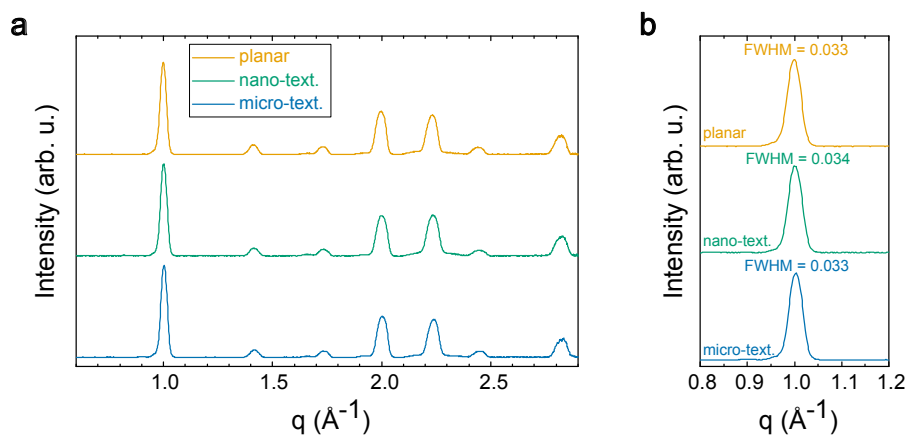 a
planar
nano-text.
micro-text.
Intensity (arb. u.)
1.0 1.5 2.0 2.5
q (Å⁻¹)
b
FWHM = 0.033
planar
FWHM = 0.034
nano-text.
FWHM = 0.033
micro-text.
Intensity (arb. u.)
0.8 0.9 1.0 1.1 1.2
q (Å⁻¹)